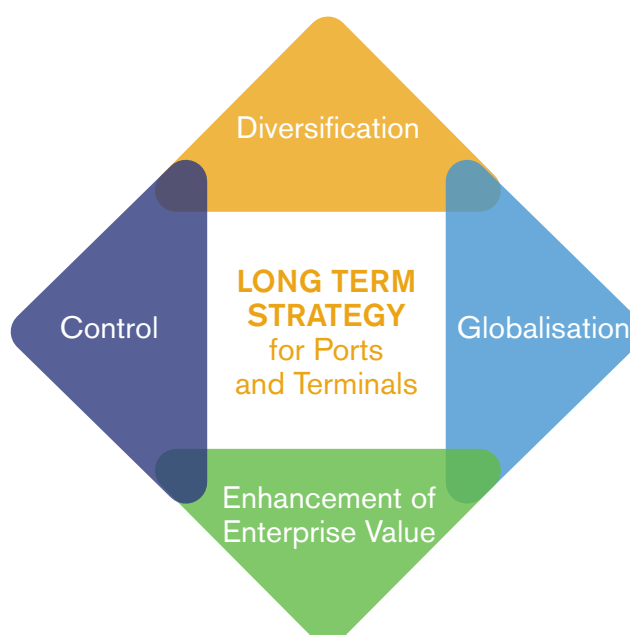 Diversification
LONG TERM
STRATEGY
for Ports
and Terminals
Control
Globalisation
Enhancement of
Enterprise Value